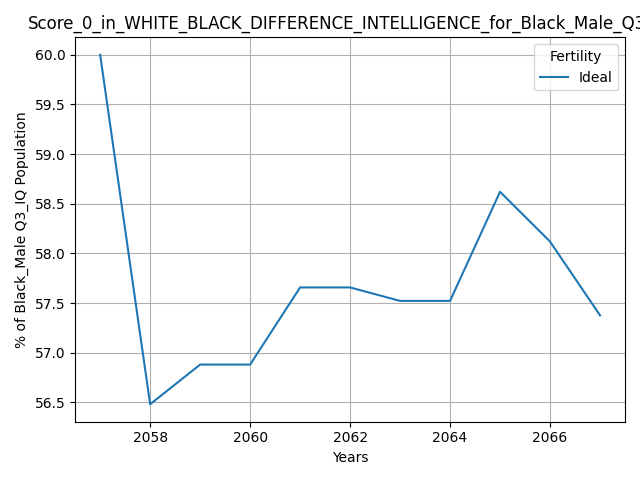 Score_0_in_WHITE_BLACK_DIFFERENCE_INTELLIGENCE_for_Black_Male_Q3
Fertility
Ideal
60.0
59.5
59.0
58.5
58.0
57.5
57.0
56.5
% of Black_Male Q3_IQ Population
2058 2060 2062 2064 2066
Years